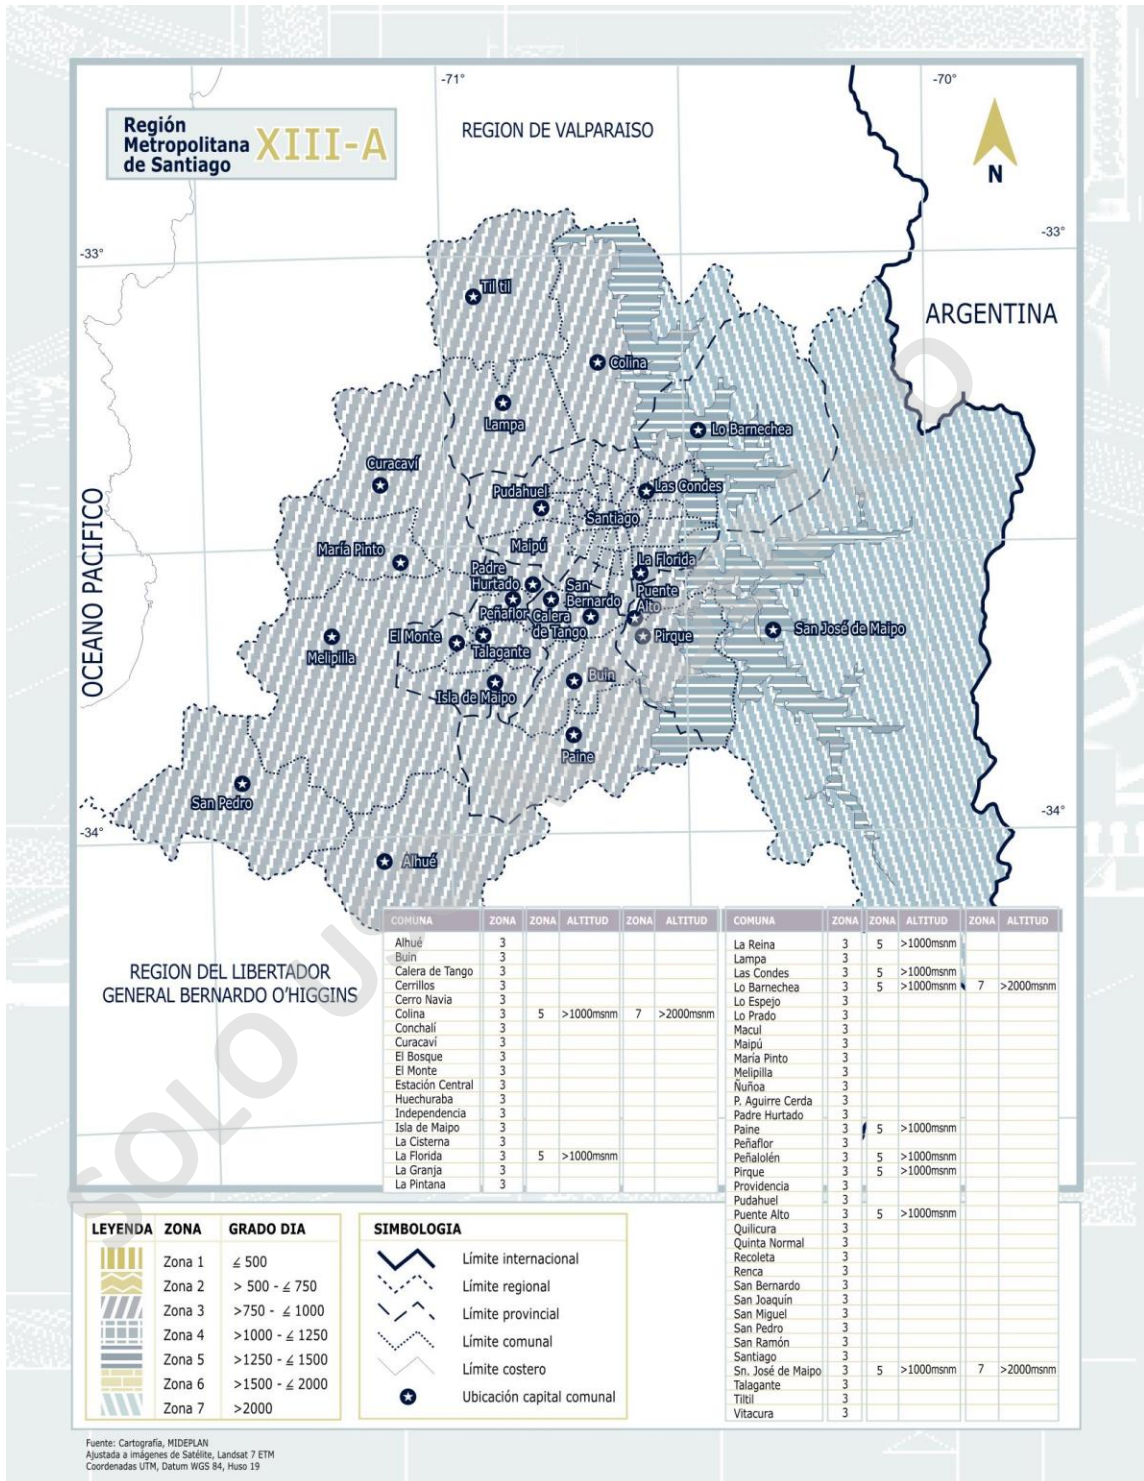 -71°
-70°
Región
Metropolitana
de Santiago
XIII-A
REGION DE VALPARAISO
N
-33°
-33°
ARGENTINA
OCEANO PACIFICO
Til til
Colina
Lampa
Lo Barnechea
Curacaví
Pudahuel
Las Condes
Santiago
Maipú
María Pinto
La Florida
Padre
Hurtado
San
Bernardo
Puente
Alto
Peñaflor
Calera
de Tango
El Monte
Talagante
Pirque
San José de Maipo
Melipilla
Isla de Maipo
Buin
Paine
San Pedro
-34°
-34°
Alhué
REGION DEL LIBERTADOR
GENERAL BERNARDO O'HIGGINS
SOLO US
CO
COMUNA ZONA ZONA ALTITUD ZONA ALTITUD
Alhué 3
Buin 3
Calera de Tango 3
Cerrillos 3
Cerro Navia 3
Colina 3 5 >1000msnm 7 >2000msnm
Conchalí 3
Curacaví 3
El Bosque 3
El Monte 3
Estación Central 3
Huechuraba 3
Independencia 3
Isla de Maipo 3
La Cisterna 3
La Florida 3 5 >1000msnm
La Granja 3
La Pintana 3
COMUNA ZONA ZONA ALTITUD ZONA ALTITUD
La Reina 3 5 >1000msnm
Lampa 3
Las Condes 3 5 >1000msnm
Lo Barnechea 3 5 >1000msnm 7 >2000msnm
Lo Espejo 3
Lo Prado 3
Macul 3
Maipú 3
María Pinto 3
Melipilla 3
Ñuñoa 3
P. Aguirre Cerda 3
Padre Hurtado 3
Paine 3 5 >1000msnm
Peñaflor 3
Peñalolén 3 5 >1000msnm
Pirque 3 5 >1000msnm
Providencia 3
Pudahuel 3
Puente Alto 3 5 >1000msnm
Quilicura 3
Quinta Normal 3
Recoleta 3
Renca 3
San Bernardo 3
San Joaquín 3
San Miguel 3
San Pedro 3
San Ramón 3
Santiago 3
Sn. José de Maipo 3 5 >1000msnm 7 >2000msnm
Talagante 3
Tiltil 3
Vitacura 3
LEYENDA ZONA GRADO DIA
Zona 1 ≤ 500
Zona 2 > 500 - ≤ 750
Zona 3 >750 - ≤ 1000
Zona 4 >1000 - ≤ 1250
Zona 5 >1250 - ≤ 1500
Zona 6 >1500 - ≤ 2000
Zona 7 >2000
SIMBOLOGIA
Límite internacional
Límite regional
Límite provincial
Límite comunal
Límite costero
Ubicación capital comunal
Fuente: Cartografía, MIDEPLAN
Ajustada a imágenes de Satélite, Landsat 7 ETM
Coordenadas UTM, Datum WGS 84, Huso 19